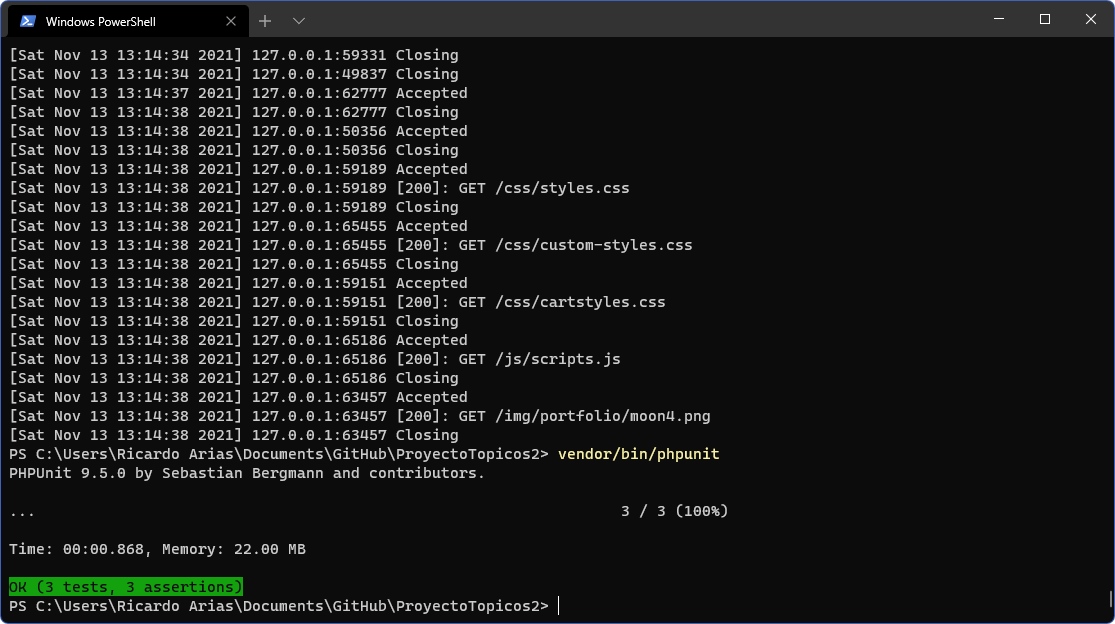 Windows PowerShell
[Sat Nov 13 13:14:34 2021] 127.0.0.1:59331 Closing
[Sat Nov 13 13:14:34 2021] 127.0.0.1:49837 Closing
[Sat Nov 13 13:14:37 2021] 127.0.0.1:62777 Accepted
[Sat Nov 13 13:14:38 2021] 127.0.0.1:62777 Closing
[Sat Nov 13 13:14:38 2021] 127.0.0.1:50356 Accepted
[Sat Nov 13 13:14:38 2021] 127.0.0.1:50356 Closing
[Sat Nov 13 13:14:38 2021] 127.0.0.1:59189 Accepted
[Sat Nov 13 13:14:38 2021] 127.0.0.1:59189 [200]: GET /css/styles.css
[Sat Nov 13 13:14:38 2021] 127.0.0.1:59189 Closing
[Sat Nov 13 13:14:38 2021] 127.0.0.1:65455 Accepted
[Sat Nov 13 13:14:38 2021] 127.0.0.1:65455 [200]: GET /css/custom-styles.css
[Sat Nov 13 13:14:38 2021] 127.0.0.1:65455 Closing
[Sat Nov 13 13:14:38 2021] 127.0.0.1:59151 Accepted
[Sat Nov 13 13:14:38 2021] 127.0.0.1:59151 [200]: GET /css/cartstyles.css
[Sat Nov 13 13:14:38 2021] 127.0.0.1:59151 Closing
[Sat Nov 13 13:14:38 2021] 127.0.0.1:65186 Accepted
[Sat Nov 13 13:14:38 2021] 127.0.0.1:65186 [200]: GET /js/scripts.js
[Sat Nov 13 13:14:38 2021] 127.0.0.1:65186 Closing
[Sat Nov 13 13:14:38 2021] 127.0.0.1:63457 Accepted
[Sat Nov 13 13:14:38 2021] 127.0.0.1:63457 [200]: GET /img/portfolio/moon4.png
[Sat Nov 13 13:14:38 2021] 127.0.0.1:63457 Closing
PS C:\Users\Ricardo Arias\Documents\GitHub\ProyectoTopicos2> vendor/bin/phpunit
PHPUnit 9.5.0 by Sebastian Bergmann and contributors.
... 3 / 3 (100%)
Time: 00:00.868, Memory: 22.00 MB
OK (3 tests, 3 assertions)
PS C:\Users\Ricardo Arias\Documents\GitHub\ProyectoTopicos2>